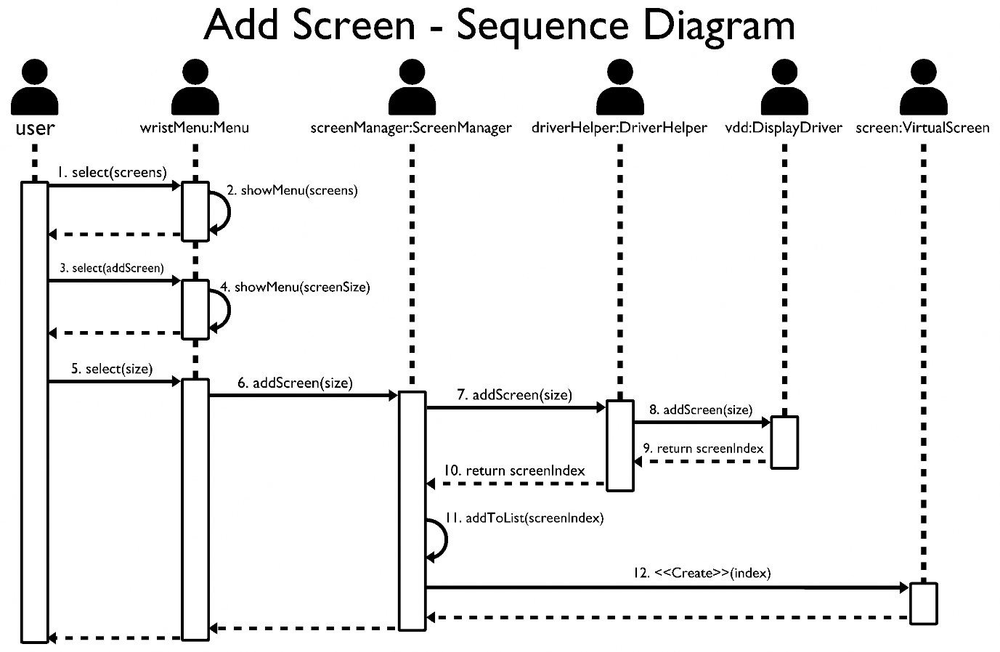 Add Screen - Sequence Diagram
user
wristMenu:Menu
screenManager:ScreenManager
driverHelper:DriverHelper
vdd:DisplayDriver
screen:VirtualScreen
1. select(screens)
2. showMenu(screens)
3. select(addScreen)
4. showMenu(screenSize)
5. select(size)
6. addScreen(size)
7. addScreen(size)
8. addScreen(size)
9. return screenIndex
10. return screenIndex
11. addToList(screenIndex)
12. <<Create>>(index)